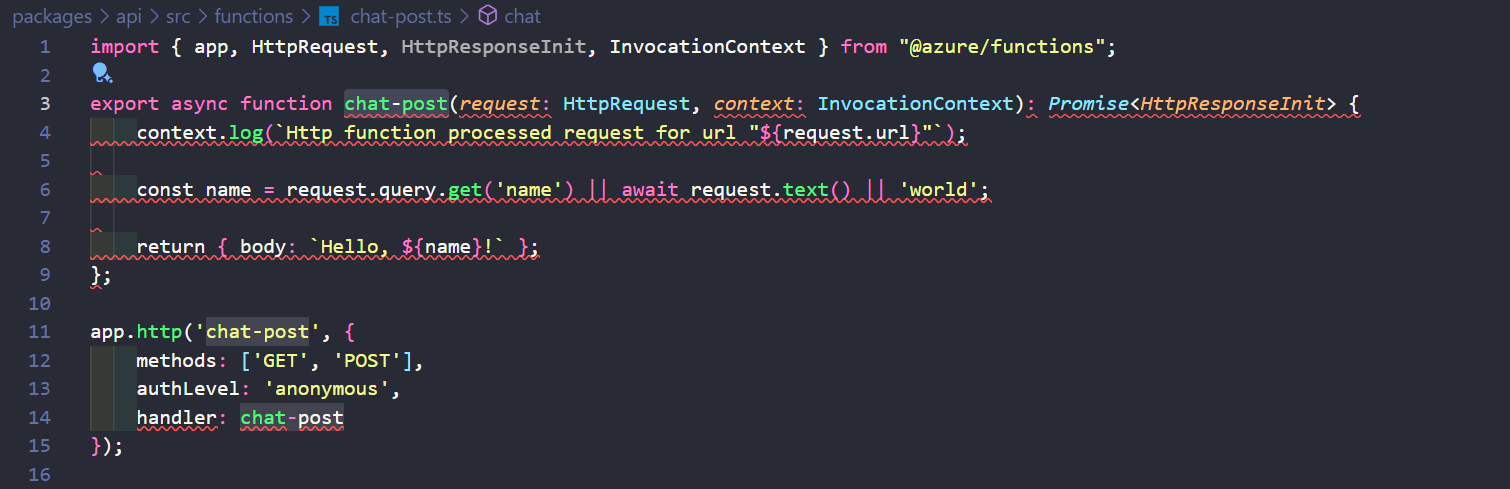 packages > api > src > functions > TS chat-post.ts > chat
1 import { app, HttpRequest, HttpResponseInit, InvocationContext } from "@azure/functions";
2
3 export async function chat-post(request: HttpRequest, context: InvocationContext): Promise<HttpResponseInit> {
4     context.log(`Http function processed request for url "${request.url}"`);
5
6     const name = request.query.get('name') || await request.text() || 'world';
7
8     return { body: `Hello, ${name}!` };
9 };
10
11 app.http('chat-post', {
12     methods: ['GET', 'POST'],
13     authLevel: 'anonymous',
14     handler: chat-post
15 });
16